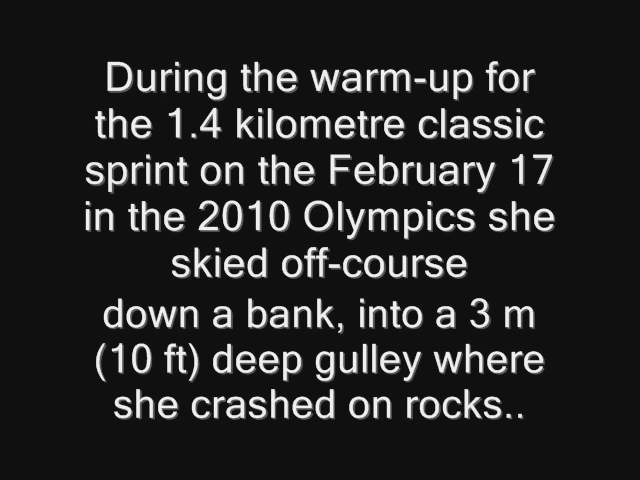 During the warm-up for
the 1.4 kilometre classic
sprint on the February 17
in the 2010 Olympics she
skied off-course
down a bank, into a 3 m
(10 ft) deep gulley where
she crashed on rocks..